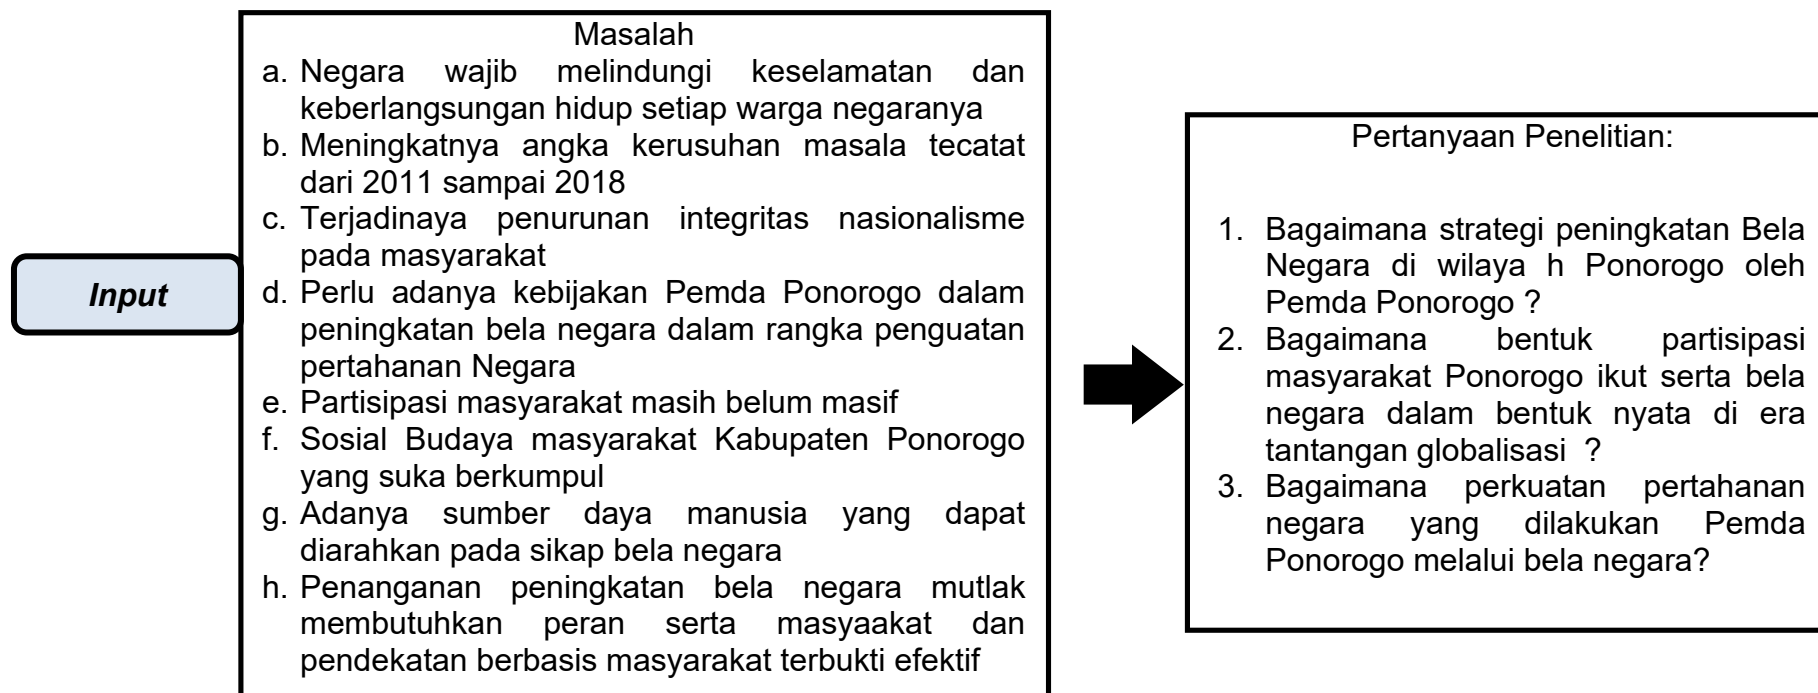 Input
Masalah
a. Negara wajib melindungi keselamatan dan
keberlangsungan hidup setiap warga negaranya
b. Meningkatnya angka kerusuhan masala tecatat
dari 2011 sampai 2018
c. Terjadinaya penurunan integritas nasionalisme
pada masyarakat
d. Perlu adanya kebijakan Pemda Ponorogo dalam
peningkatan bela negara dalam rangka penguatan
pertahanan Negara
e. Partisipasi masyarakat masih belum masif
f. Sosial Budaya masyarakat Kabupaten Ponorogo
yang suka berkumpul
g. Adanya sumber daya manusia yang dapat
diarahkan pada sikap bela negara
h. Penanganan peningkatan bela negara mutlak
membutuhkan peran serta masyaakat dan
pendekatan berbasis masyarakat terbukti efektif
Pertanyaan Penelitian:
1. Bagaimana strategi peningkatan Bela
Negara di wilaya h Ponorogo oleh
Pemda Ponorogo ?
2. Bagaimana bentuk partisipasi
masyarakat Ponorogo ikut serta bela
negara dalam bentuk nyata di era
tantangan globalisasi ?
3. Bagaimana perkuatan pertahanan
negara yang dilakukan Pemda
Ponorogo melalui bela negara?